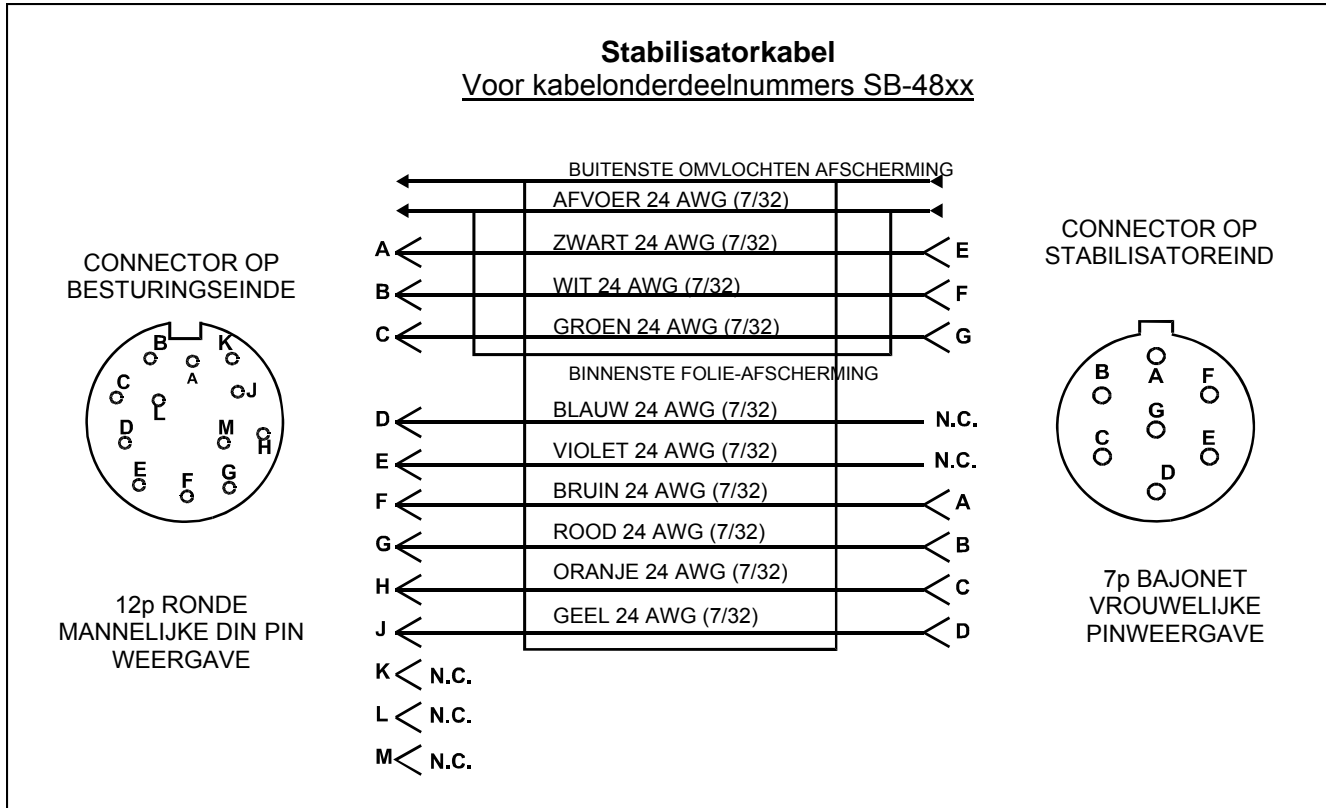 Stabilisatorkabel
Voor kabelonderdeelnummers SB-48xx
BUITENSTE OMVLOCHTEN AFSCHERMING
AFVOER 24 AWG (7/32)
A ZWART 24 AWG (7/32) E
B WIT 24 AWG (7/32) F
C GROEN 24 AWG (7/32) G
BINNENSTE FOLIE-AFSCHERMING
D BLAUW 24 AWG (7/32) N.C.
E VIOLET 24 AWG (7/32) N.C.
F BRUIN 24 AWG (7/32) A
G ROOD 24 AWG (7/32) B
H ORANJE 24 AWG (7/32) C
J GEEL 24 AWG (7/32) D
K N.C.
L N.C.
M N.C.
CONNECTOR OP
BESTURINGSEINDE
B K
A
C J
L
D M H
E F G
12p RONDE
MANNELIJKE DIN PIN
WEERGAVE
CONNECTOR OP
STABILISATOREIND
B A F
G
C E
D
7p BAJONET
VROUWELIJKE
PINWEERGAVE